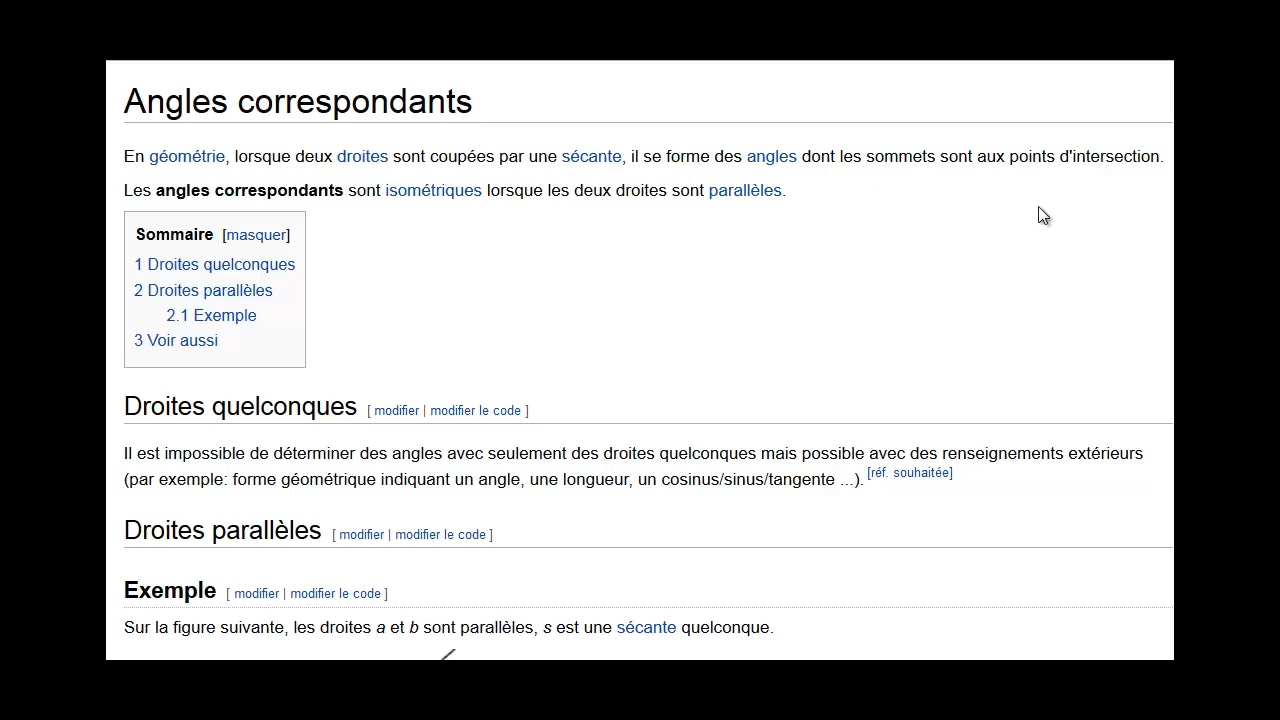 Angles correspondants
En géométrie, lorsque deux droites sont coupées par une sécante, il se forme des angles dont les sommets sont aux points d'intersection.
Les angles correspondants sont isométriques lorsque les deux droites sont parallèles.
Sommaire [masquer]
1 Droites quelconques
2 Droites parallèles
2.1 Exemple
3 Voir aussi
Droites quelconques [ modifier | modifier le code ]
Il est impossible de déterminer des angles avec seulement des droites quelconques mais possible avec des renseignements extérieurs
(par exemple: forme géométrique indiquant un angle, une longueur, un cosinus/sinus/tangente ...). [réf. souhaitée]
Droites parallèles [ modifier | modifier le code ]
Exemple [ modifier | modifier le code ]
Sur la figure suivante, les droites a et b sont parallèles, s est une sécante quelconque.